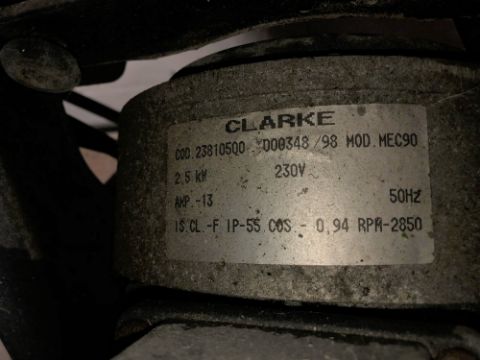 CLARKE
COD.23810500 000348/98 MOD.MEC90
2,5 kW 230V
AMP.-13 50Hz
IS.CL.-F IP-55 COS.- 0,94 RPM-2850